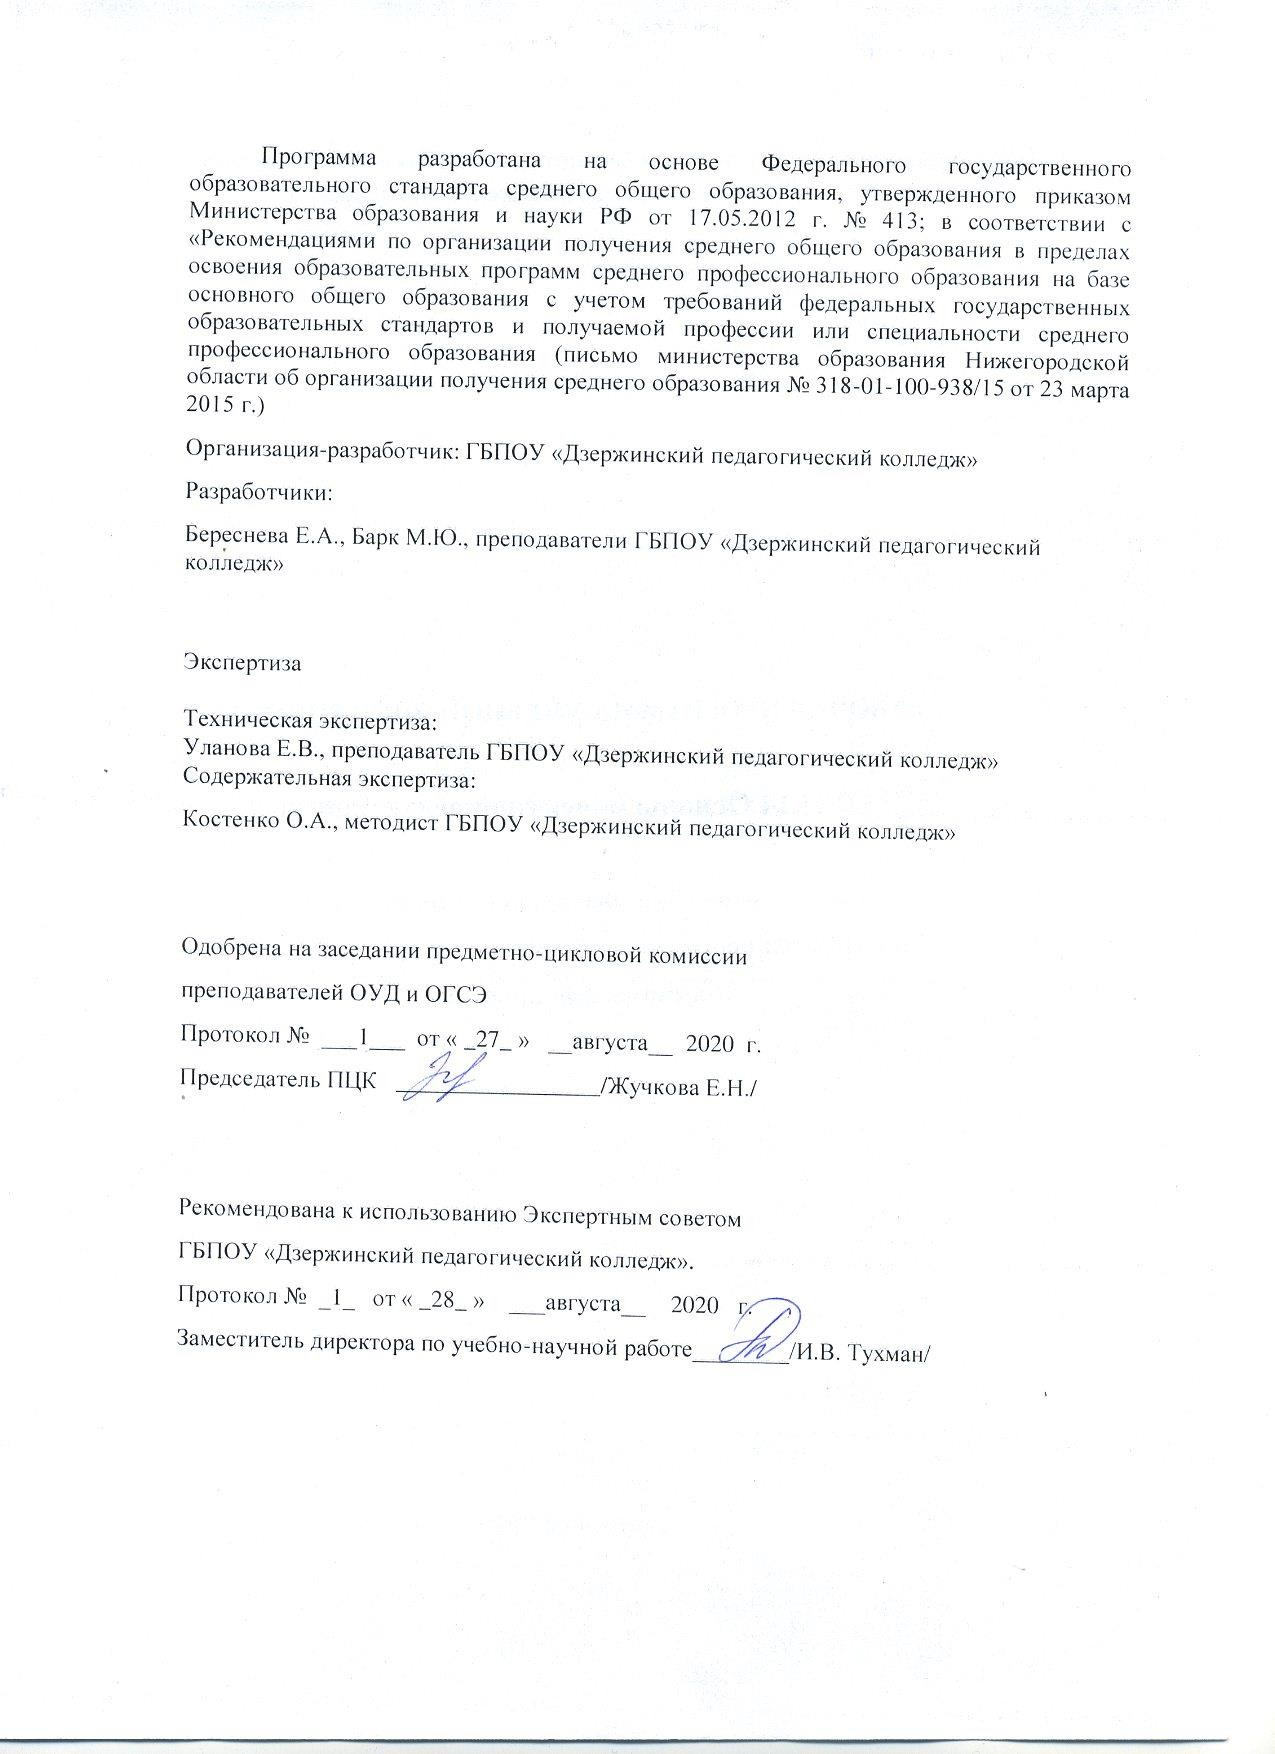 Программа разработана на основе Федерального государственного
образовательного стандарта среднего общего образования, утвержденного приказом
Министерства образования и науки РФ от 17.05.2012 г. № 413; в соответствии с
«Рекомендациями по организации получения среднего общего образования в пределах
освоения образовательных программ среднего профессионального образования на базе
основного общего образования с учетом требований федеральных государственных
образовательных стандартов и получаемой профессии или специальности среднего
профессионального образования (письмо министерства образования Нижегородской
области об организации получения среднего образования № 318-01-100-938/15 от 23 марта
2015 г.)
Организация-разработчик: ГБПОУ «Дзержинский педагогический колледж»
Разработчики:
Береснева Е.А., Барк М.Ю., преподаватели ГБПОУ «Дзержинский педагогический
колледж»
Экспертиза
Техническая экспертиза:
Уланова Е.В., преподаватель ГБПОУ «Дзержинский педагогический колледж»
Содержательная экспертиза:
Костенко О.А., методист ГБПОУ «Дзержинский педагогический колледж»
Одобрена на заседании предметно-цикловой комиссии
преподавателей ОУД и ОГСЭ
Протокол № ___1___ от « _27_ » __августа__ 2020 г.
Председатель ПЦК ________________/Жучкова Е.Н./
Рекомендована к использованию Экспертным советом
ГБПОУ «Дзержинский педагогический колледж».
Протокол № _1_ от « _28_ » ___августа__ 2020 г.
Заместитель директора по учебно-научной работе________/И.В. Тухман/